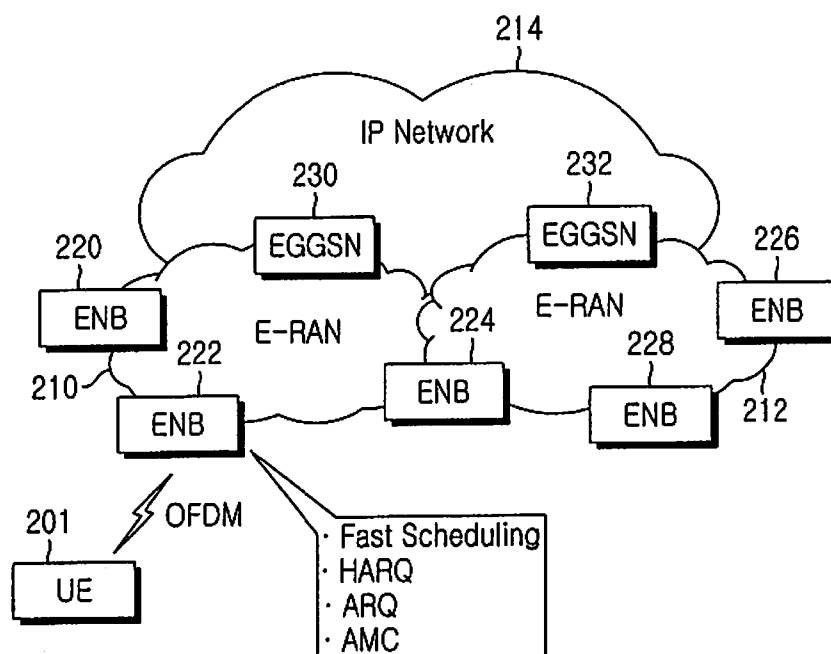 214
IP Network
230
232
EGGSN
EGGSN
220
226
ENB
ENB
E-RAN
E-RAN
224
210
222
228
212
ENB
ENB
ENB
OFDM
201
UE
· Fast Scheduling
· HARQ
· ARQ
· AMC